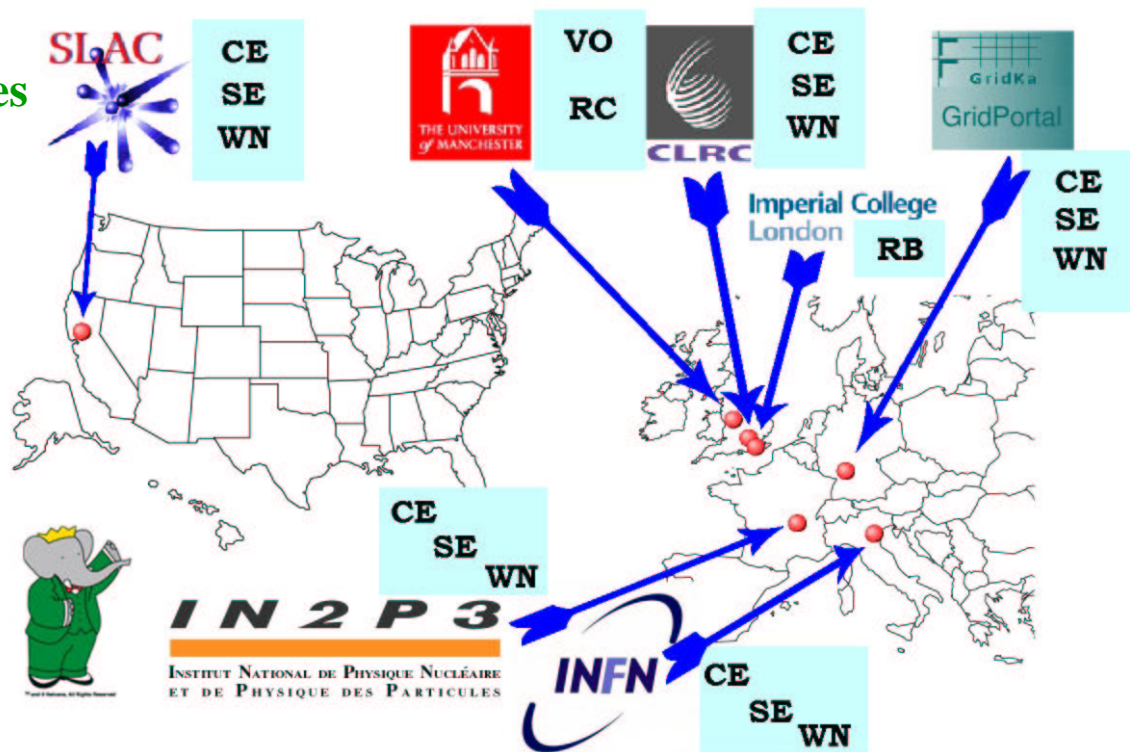 es
SLAC
CE
SE
WN
THE UNIVERSITY
of MANCHESTER
VO
RC
CLRC
CE
SE
WN
GridKa
GridPortal
CE
SE
WN
Imperial College
London
RB
CE
SE
WN
IN2P3
INSTITUT NATIONAL DE PHYSIQUE NUCLÉAIRE
ET DE PHYSIQUE DES PARTICULES
INFN
CE
SE
WN